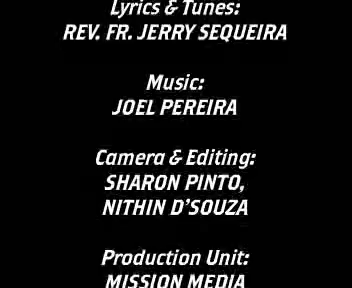 Lyrics & Tunes:
REV. FR. JERRY SEQUEIRA
Music:
JOEL PEREIRA
Camera & Editing:
SHARON PINTO,
NITHIN D'SOUZA
Production Unit:
MISSION MEDIA